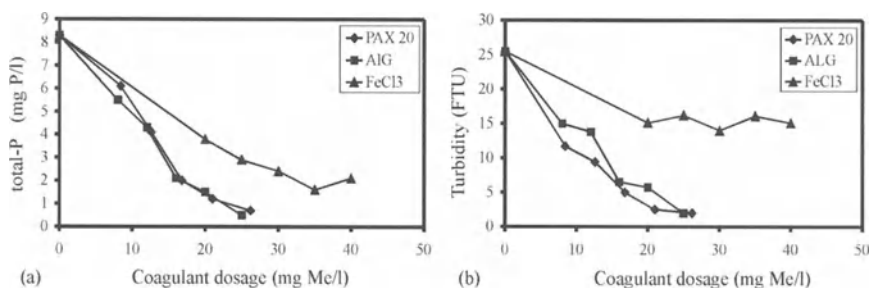 total-P (mg P/l)
9
8
7
6
5
4
3
2
1
0
0 10 20 30 40 50
PAX 20
AlG
FeCl3
(a) Coagulant dosage (mg Me/l)
Turbidity (FTU)
30
25
20
15
10
5
0
0 10 20 30 40 50
PAX 20
ALG
FeCl3
(b) Coagulant dosage (mg Me/l)